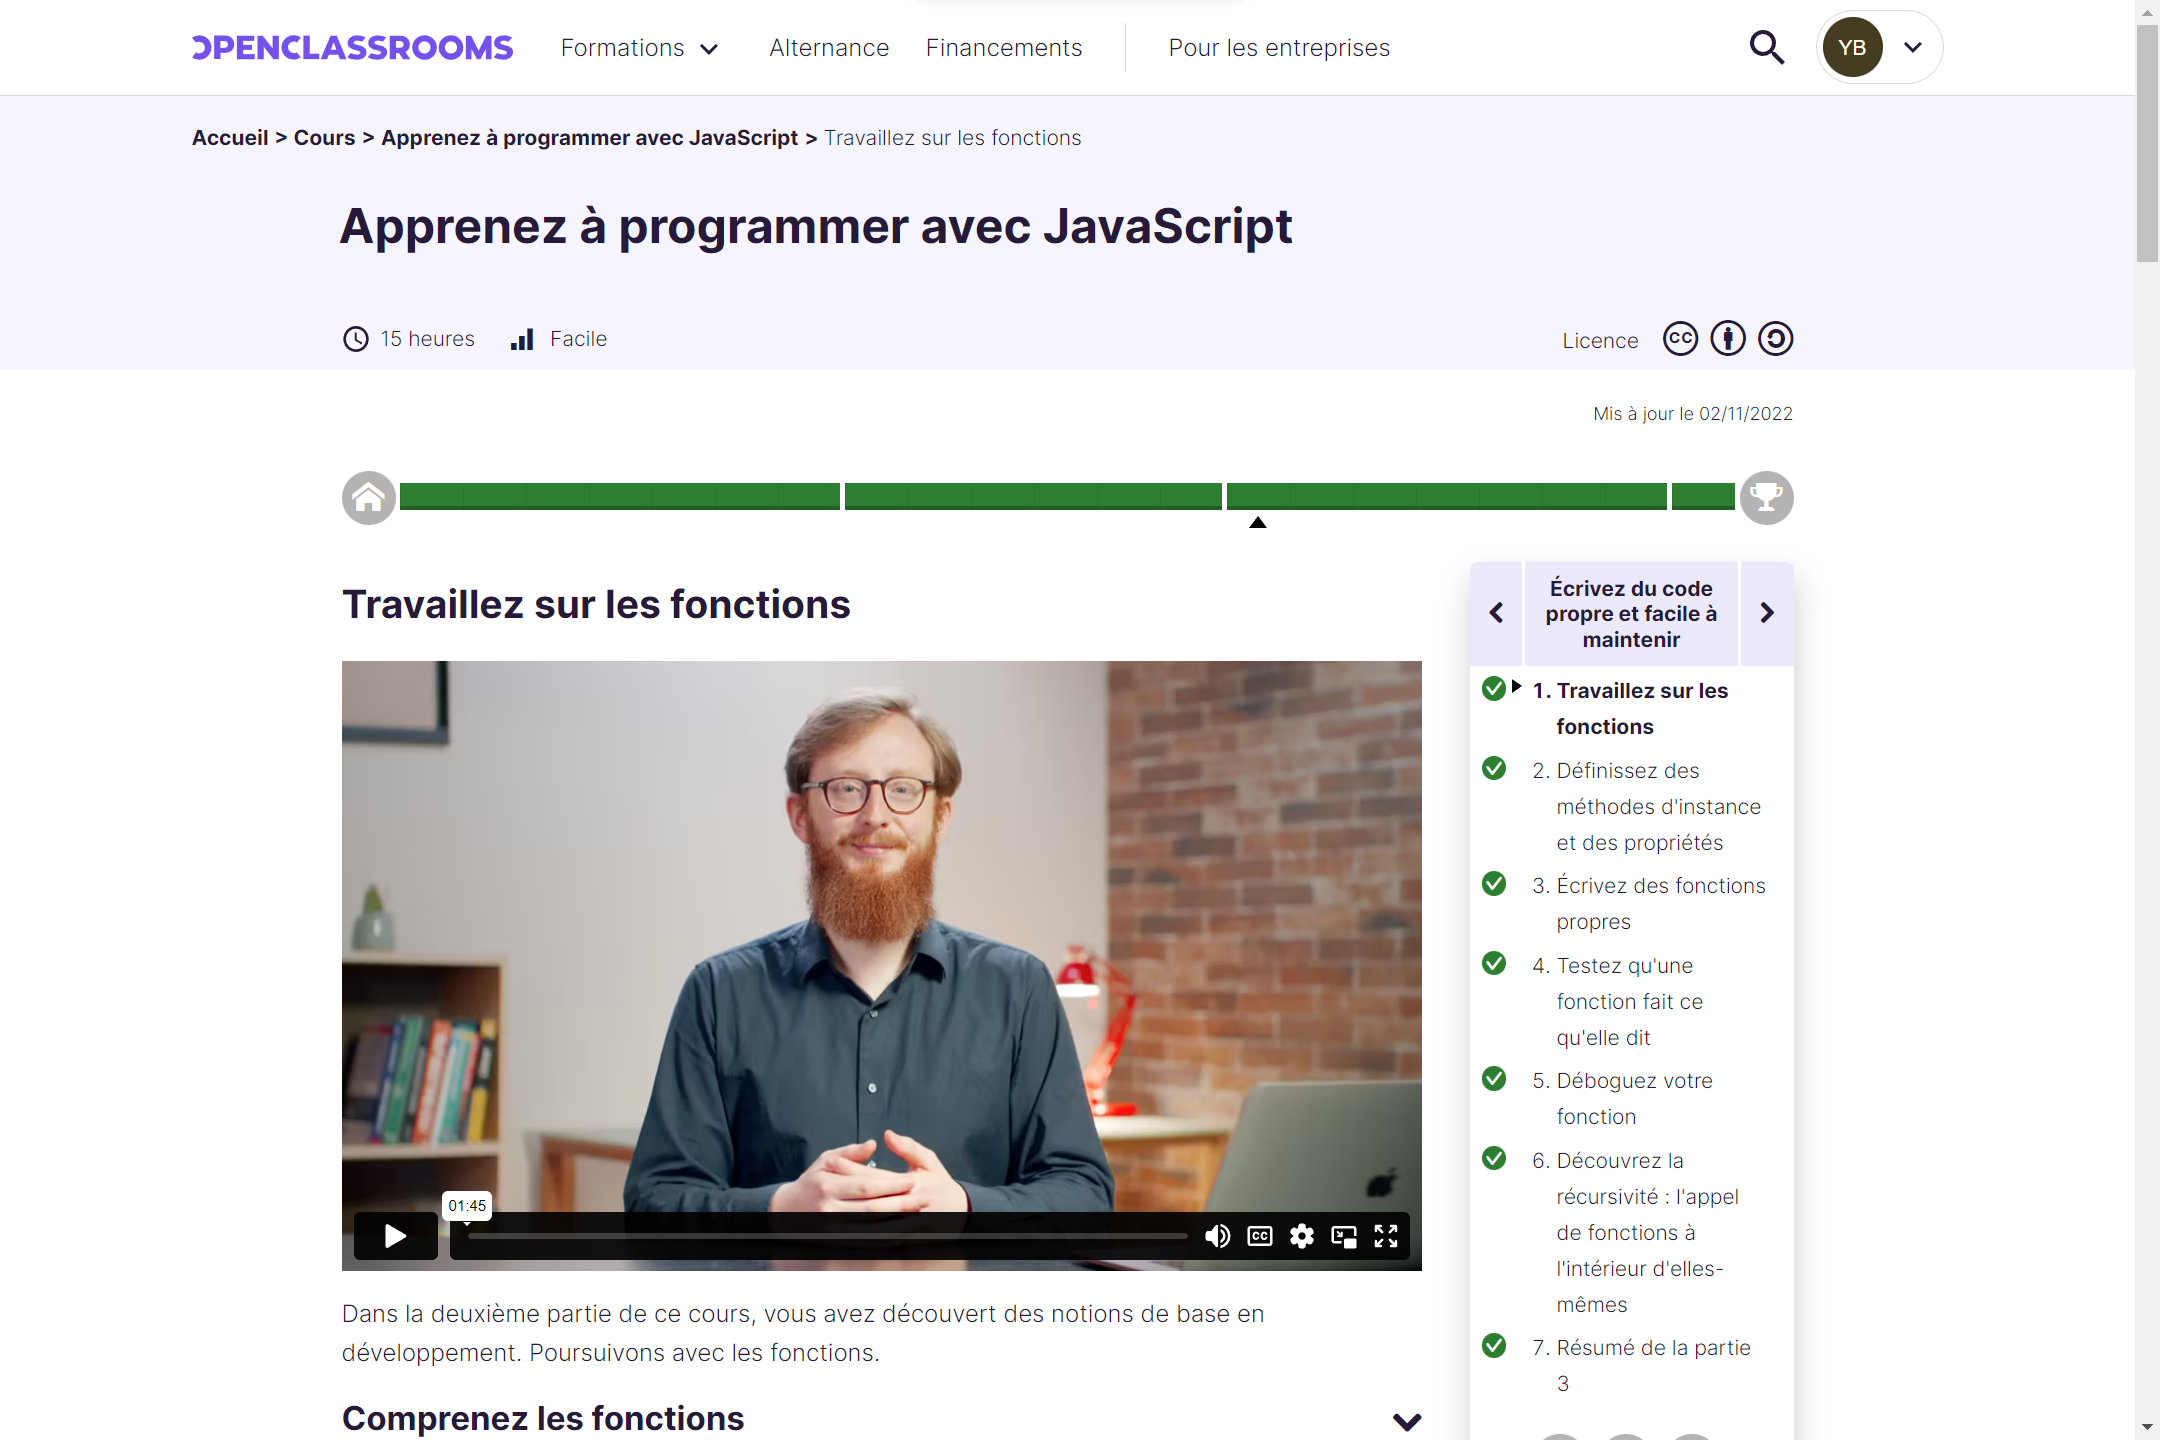 OPENCLASSROOMS
Formations
Alternance
Financements
Pour les entreprises
YB
Accueil > Cours > Apprenez à programmer avec JavaScript > Travaillez sur les fonctions
Apprenez à programmer avec JavaScript
15 heures
Facile
Licence
CC
Mis à jour le 02/11/2022
Travaillez sur les fonctions
01:45
CC
Dans la deuxième partie de ce cours, vous avez découvert des notions de base en
développement. Poursuivons avec les fonctions.
Comprenez les fonctions
Écrivez du code
propre et facile à
maintenir
1. Travaillez sur les
fonctions
2. Définissez des
méthodes d'instance
et des propriétés
3. Écrivez des fonctions
propres
4. Testez qu'une
fonction fait ce
qu'elle dit
5. Déboguez votre
fonction
6. Découvrez la
récursivité : l'appel
de fonctions à
l'intérieur d'elles-
mêmes
7. Résumé de la partie
3